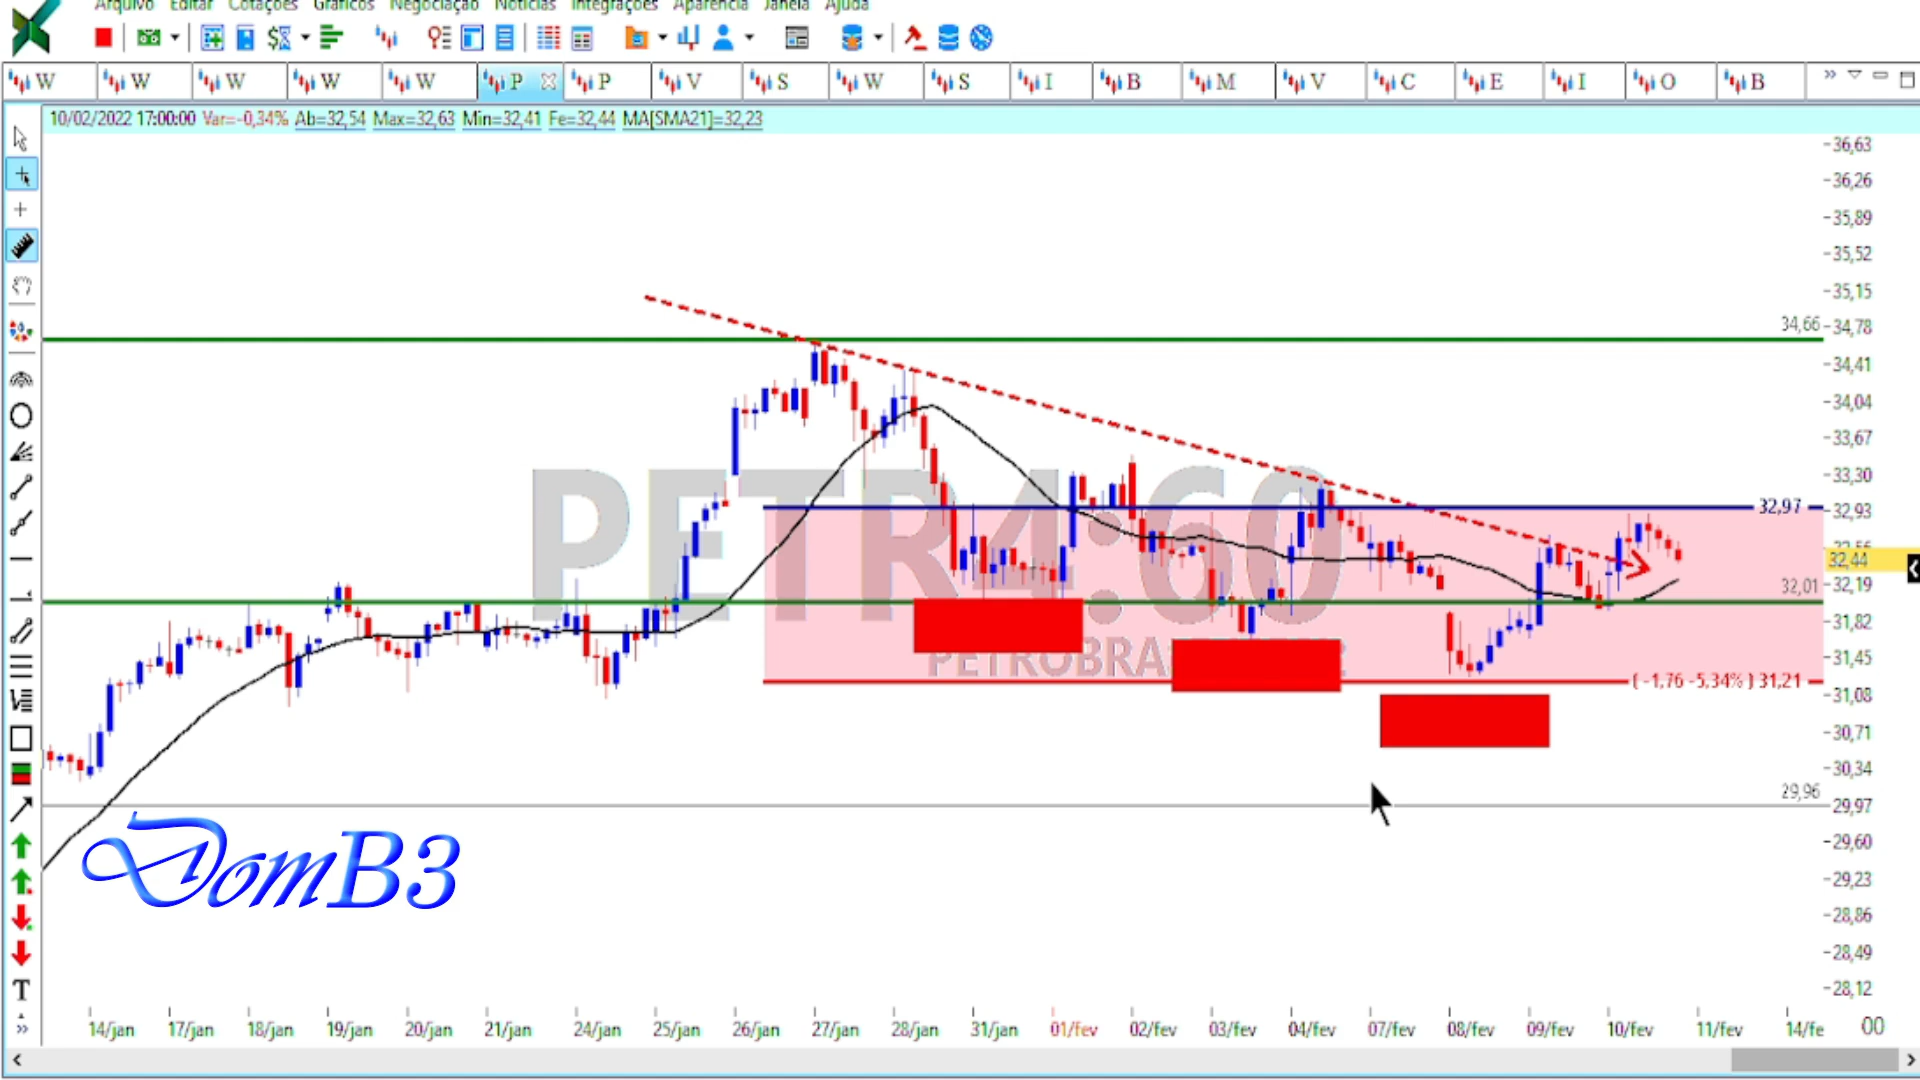 Arquivo Editar Cotações Gráficos Negociação Notícias Integrações Aparência Janela Ajuda
W W W W W P P V S W S I B M V C E I O B
10/02/2022 17:00:00 Var=-0,34% Ab=32,54 Max=32,63 Min=32,41 Fe=32,44 MA[SMA21]=32,23
36,63
36,26
35,89
35,52
35,15
34,66 34,78
34,41
34,04
33,67
33,30
32,97 32,93
32,44
32,01 32,19
31,82
31,45
( -1,76 -5,34% ) 31,21
31,08
30,71
30,34
29,96 29,97
29,60
29,23
28,86
28,49
28,12
PETR4:60
PETROBRA
DomB3
T
14/jan 17/jan 18/jan 19/jan 20/jan 21/jan 24/jan 25/jan 26/jan 27/jan 28/jan 31/jan 01/fev 02/fev 03/fev 04/fev 07/fev 08/fev 09/fev 10/fev 11/fev 14/fe 00